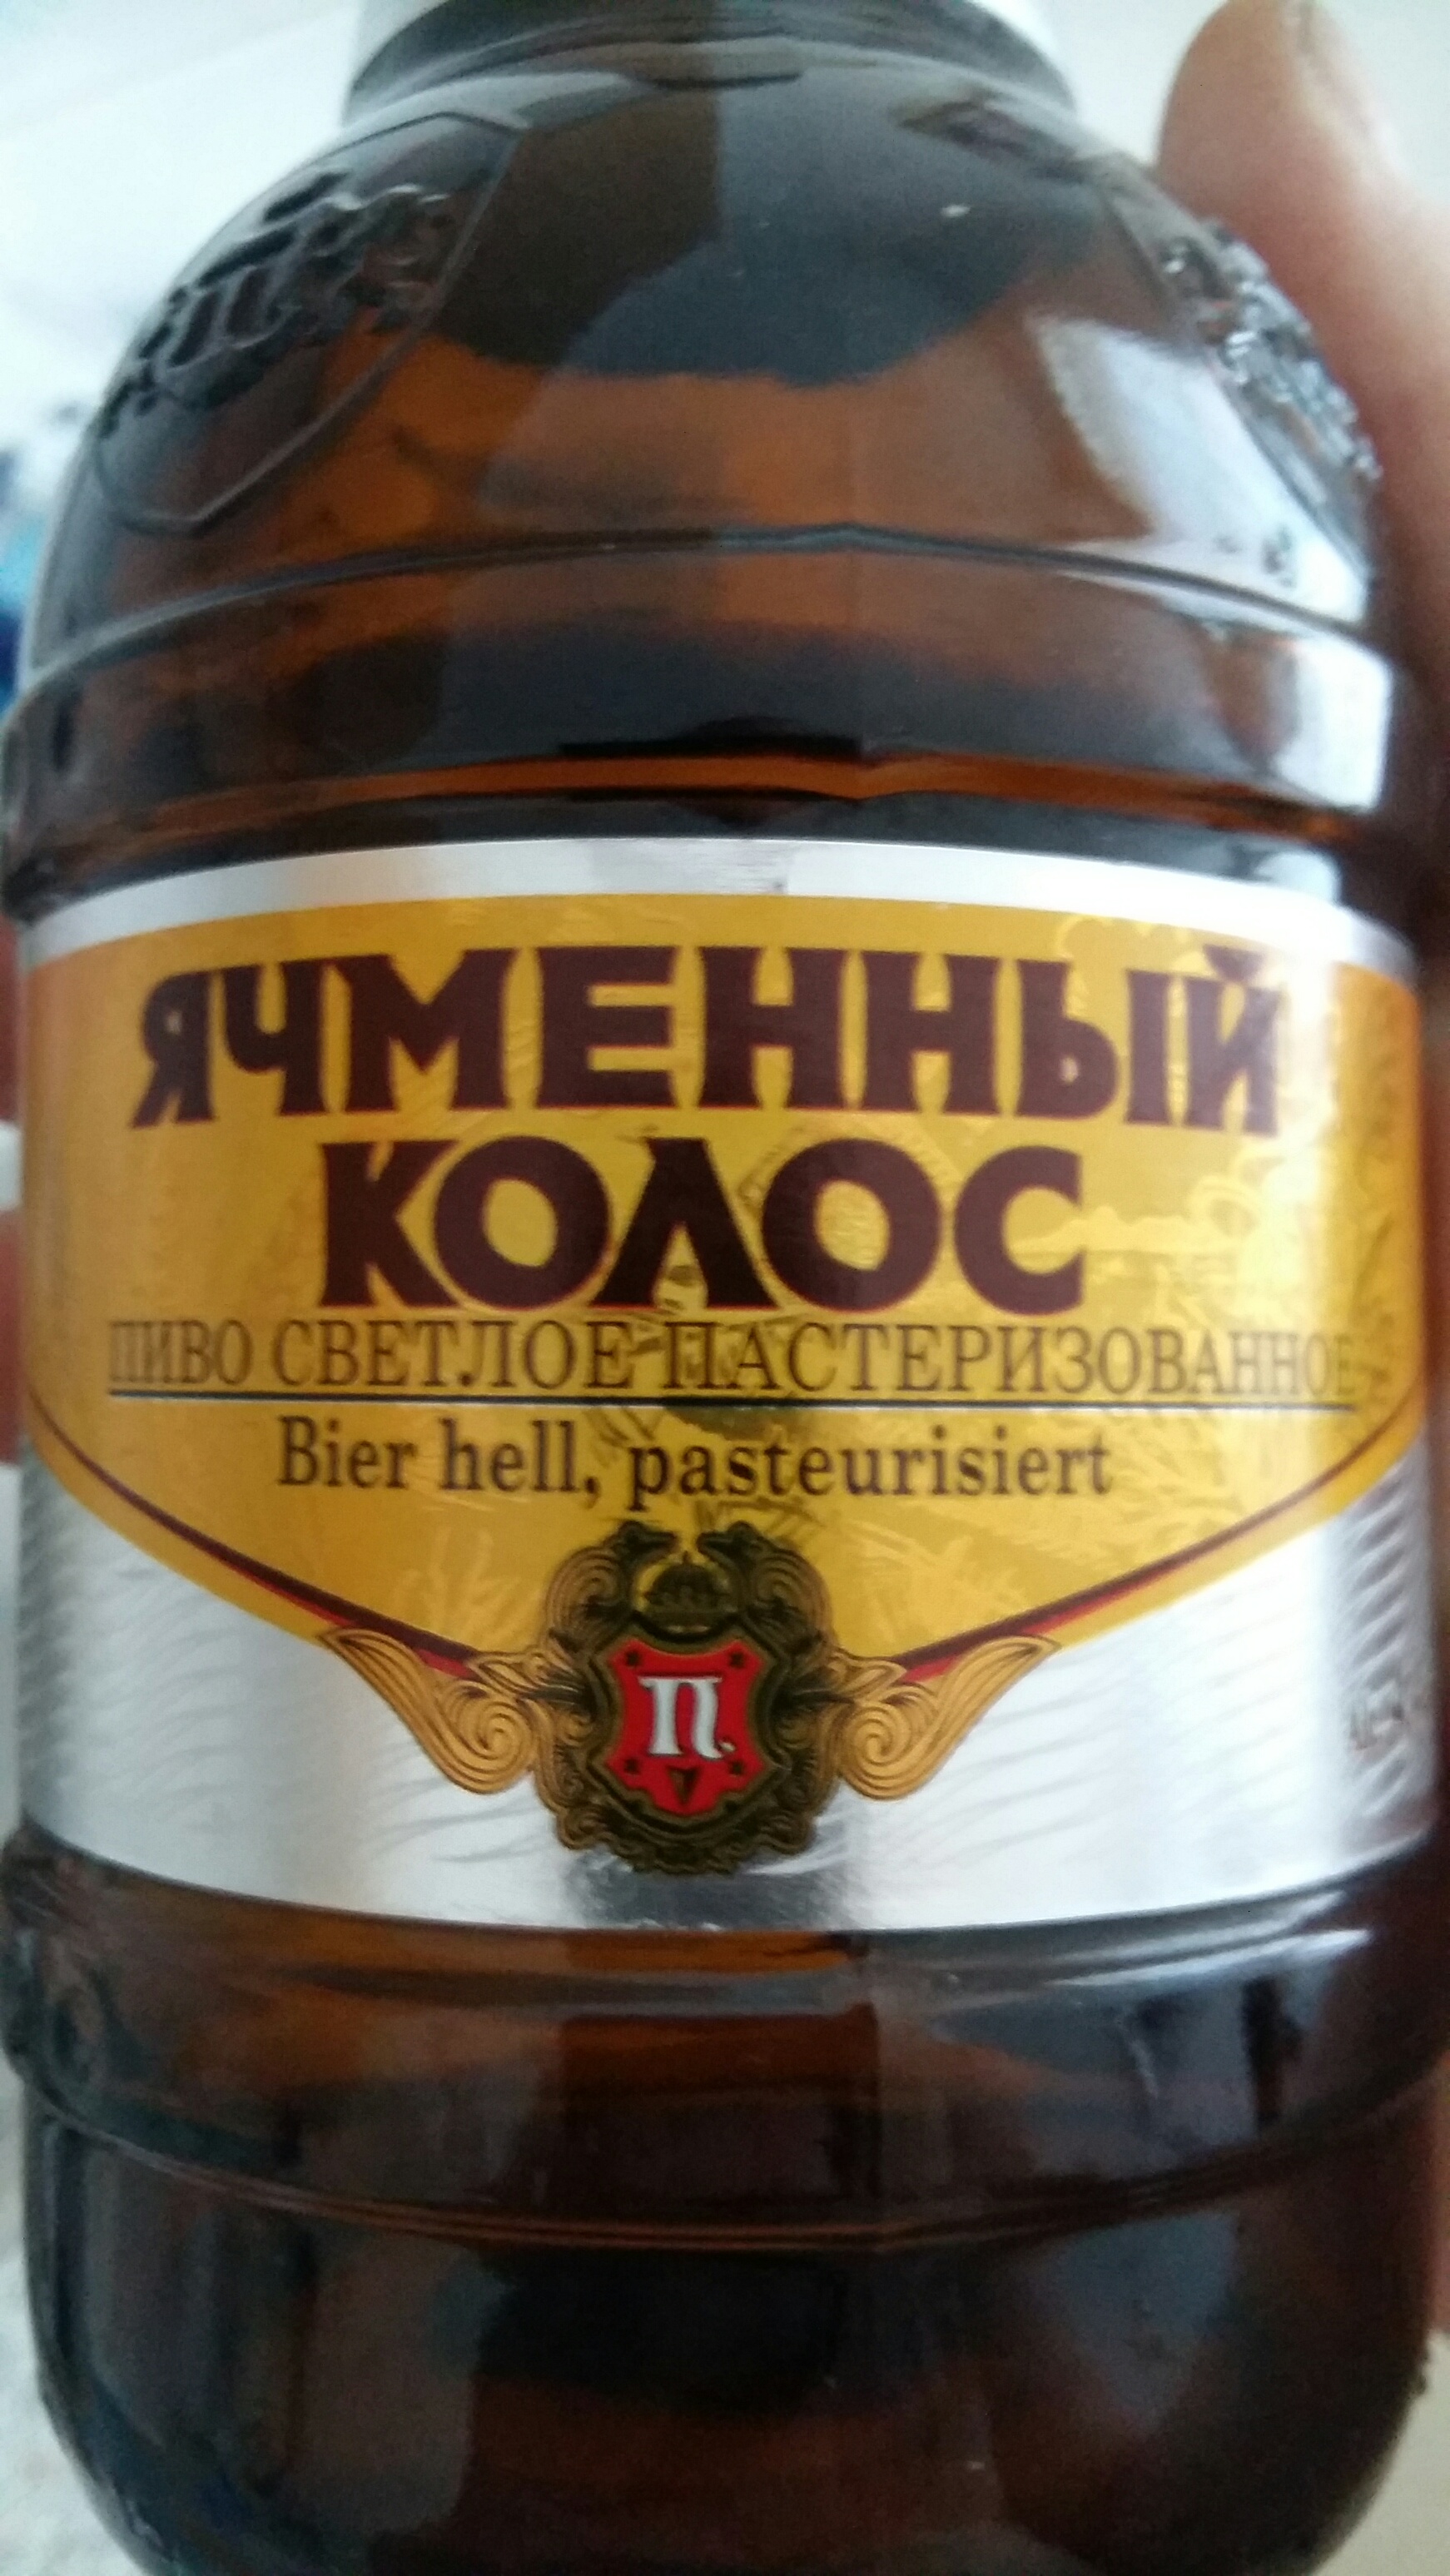 ЯЧМЕННЫЙ
КОЛОС
ПИВО СВЕТЛОЕ ПАСТЕРИЗОВАННОЕ
Bier hell, pasteurisiert
П